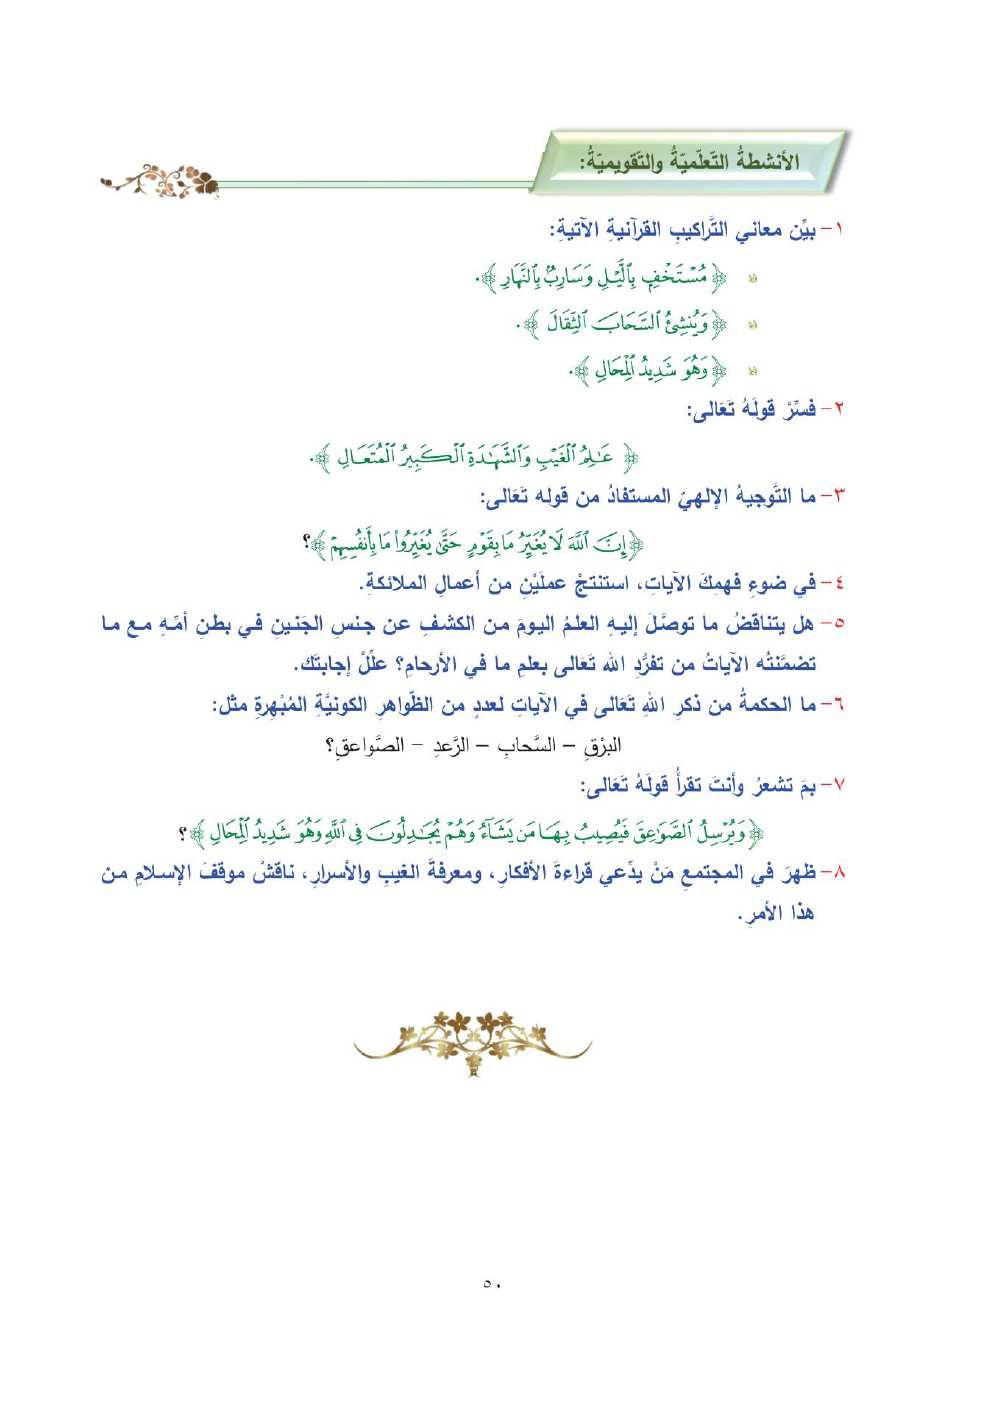 الأنشطةُ التَّعلّميّةُ والتَّقويميّةُ:
١- بيِّن معاني التَّراكيبِ القرآنيةِ الآتيةِ:
﴿ مُسْتَخْفٍ بِٱلَّيْلِ وَسَارِبٌ بِٱلنَّهَارِ ﴾.
﴿ وَيُنشِئُ ٱلسَّحَابَ ٱلثِّقَالَ ﴾.
﴿ وَهُوَ شَدِيدُ ٱلْمِحَالِ ﴾.
٢- فسِّرْ قولَهُ تَعَالى:
﴿ عَـٰلِمُ ٱلْغَيْبِ وَٱلشَّهَـٰدَةِ ٱلْكَبِيرُ ٱلْمُتَعَالِ ﴾.
٣- ما التَّوجيهُ الإلهيّ المستفادُ من قوله تَعَالى:
﴿ إِنَّ ٱللَّهَ لَا يُغَيِّرُ مَا بِقَوْمٍ حَتَّىٰ يُغَيِّرُوا۟ مَا بِأَنفُسِهِمْ ﴾؟
٤- في ضوءِ فهمِكَ الآياتِ، استنتجْ عملَيْنِ من أعمالِ الملائكةِ.
٥- هل يتناقضُ ما توصَّلَ إليهِ العلمُ اليومَ من الكشفِ عن جنسِ الجَنينِ في بطنِ أمّهِ مع ما
تضمَّنتُه الآياتُ من تفرُّدِ الله تَعَالى بعلمِ ما في الأرحامِ؟ علّلْ إجابتَك.
٦- ما الحكمةُ من ذكرِ اللهِ تَعَالى في الآياتِ لعددٍ من الظّواهرِ الكونيَّةِ المُبْهِرةِ مثل:
البرْقِ – السَّحابِ – الرَّعدِ – الصَّواعقِ؟
٧- بمَ تشعرُ وأنتَ تقرأُ قولَهُ تَعَالى:
﴿ وَيُرْسِلُ ٱلصَّوَٰعِقَ فَيُصِيبُ بِهَا مَن يَشَآءُ وَهُمْ يُجَـٰدِلُونَ فِى ٱللَّهِ وَهُوَ شَدِيدُ ٱلْمِحَالِ ﴾؟
٨- ظهرَ في المجتمعِ مَنْ يدَّعي قراءةَ الأفكارِ، ومعرفةَ الغيبِ والأسرارِ، ناقشْ موقفَ الإسلامِ من
هذا الأمرِ.
٥٠